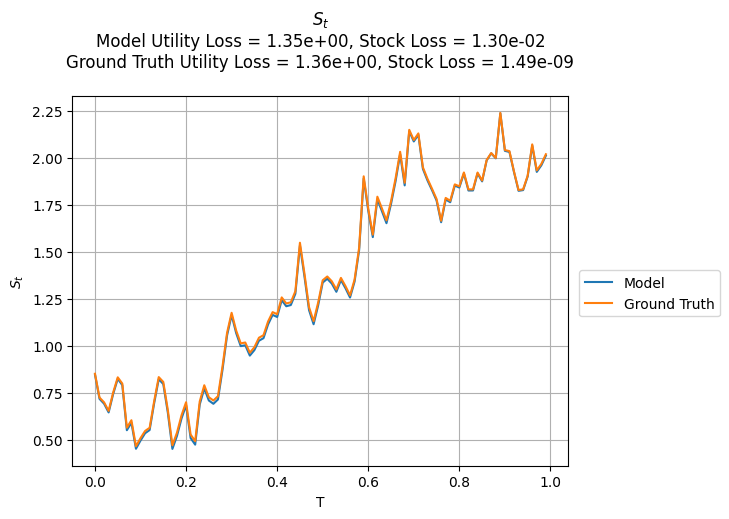 S_t
Model Utility Loss = 1.35e+00, Stock Loss = 1.30e-02
Ground Truth Utility Loss = 1.36e+00, Stock Loss = 1.49e-09
2.25
2.00
1.75
1.50
1.25
1.00
0.75
0.50
S_t
0.0 0.2 0.4 0.6 0.8 1.0
T
Model
Ground Truth